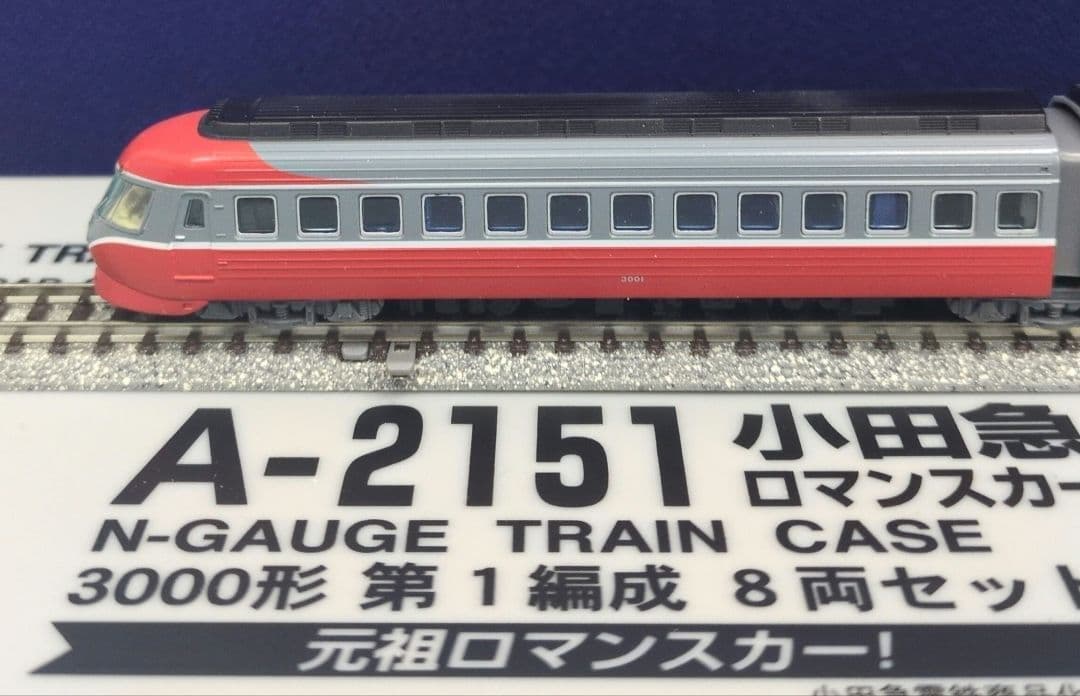 3001
A-2151 小田急
ロマンスカー
N-GAUGE TRAIN CASE
3000形 第1編成 8両セット
元祖ロマンスカー!